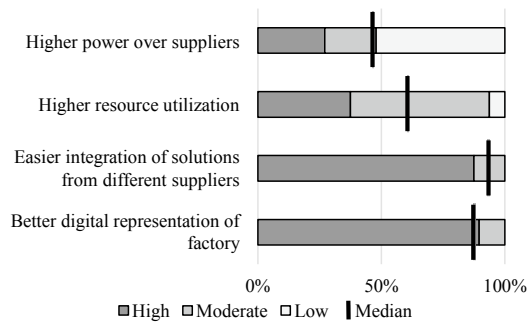 Higher power over suppliers
Higher resource utilization
Easier integration of solutions
from different suppliers
Better digital representation of
factory
0% 50% 100%
High Moderate Low Median